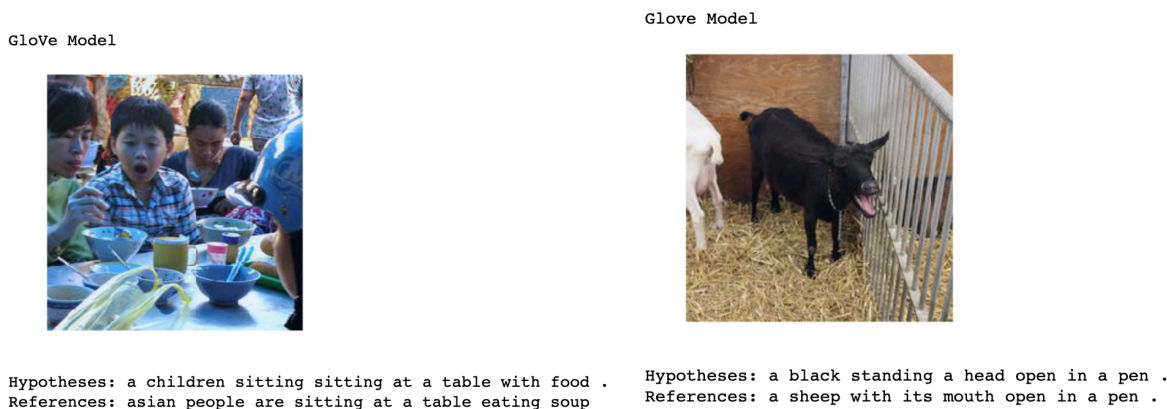 GloVe Model
Hypotheses: a children sitting sitting at a table with food .
References: asian people are sitting at a table eating soup
Glove Model
Hypotheses: a black standing a head open in a pen .
References: a sheep with its mouth open in a pen .